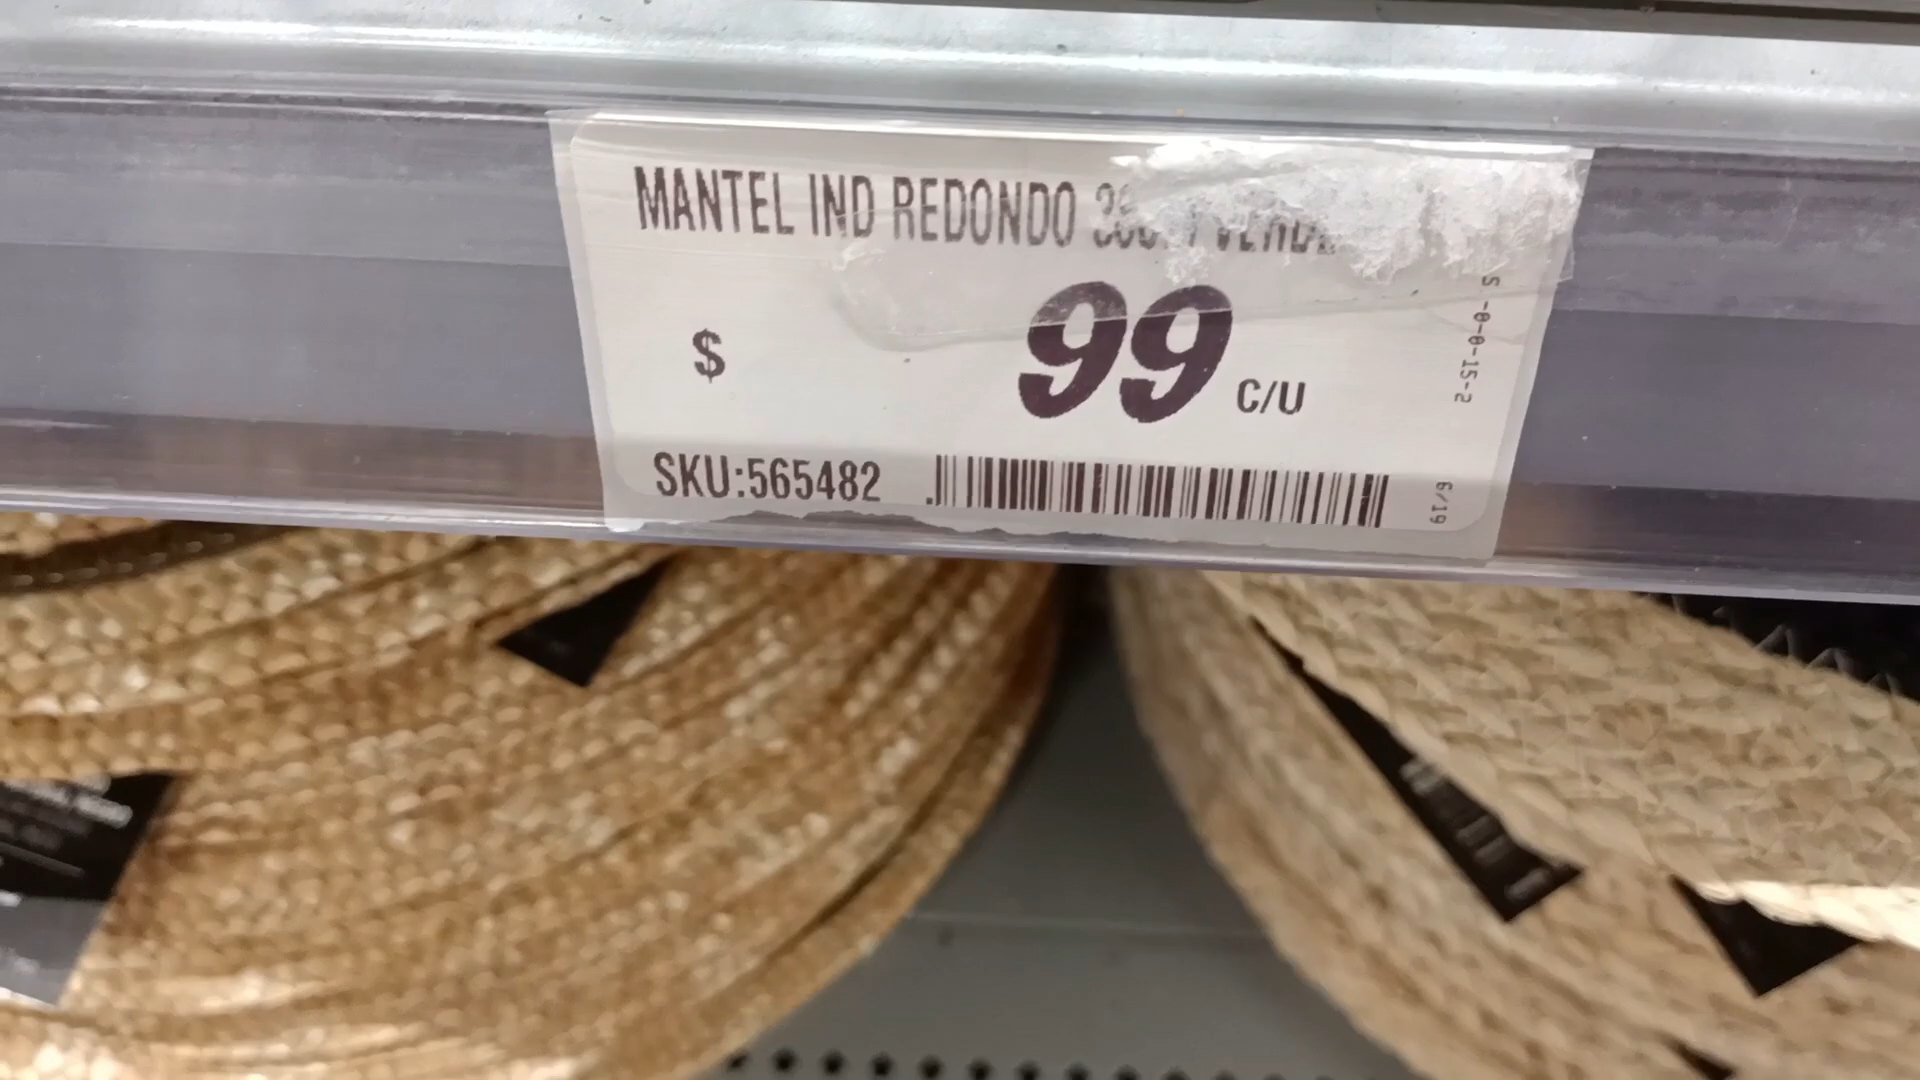 MANTEL IND REDONDO
$ 99 C/U
SKU:565482
S -0-0-15-2
6/19